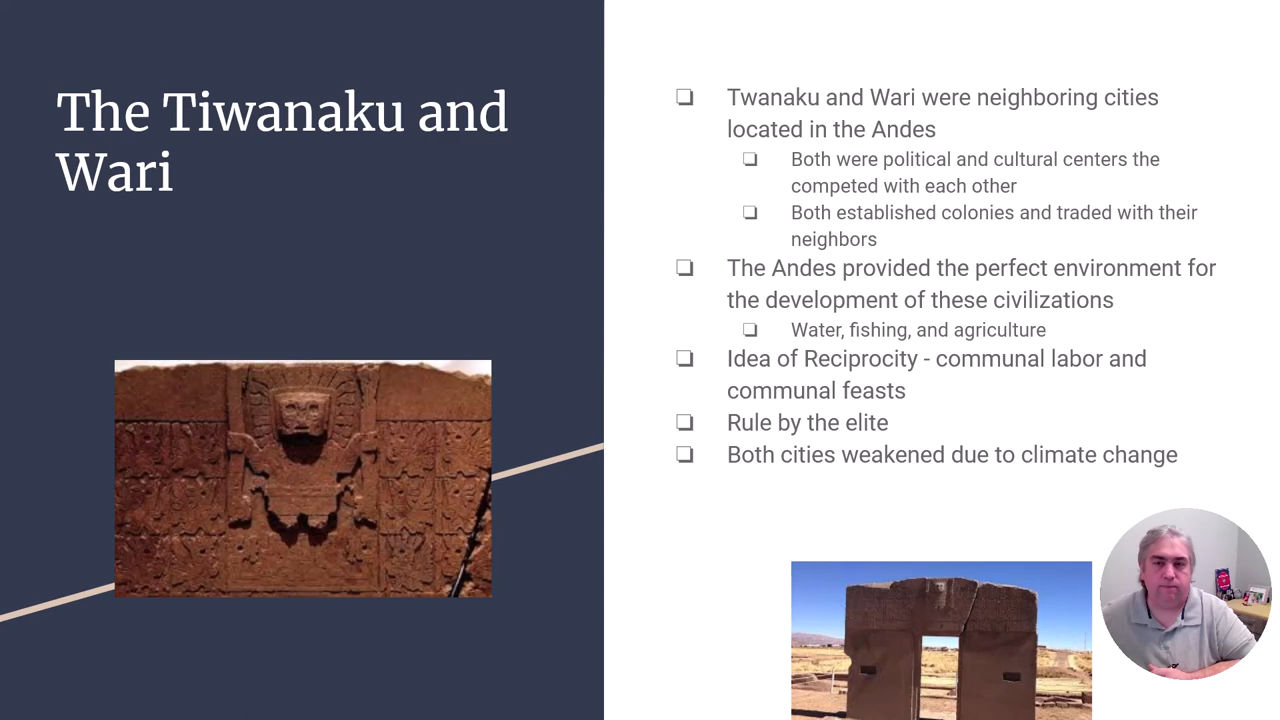 The Tiwanaku and
Wari
❏ Twanaku and Wari were neighboring cities
located in the Andes
❏ Both were political and cultural centers the
competed with each other
❏ Both established colonies and traded with their
neighbors
❏ The Andes provided the perfect environment for
the development of these civilizations
❏ Water, fishing, and agriculture
❏ Idea of Reciprocity - communal labor and
communal feasts
❏ Rule by the elite
❏ Both cities weakened due to climate change